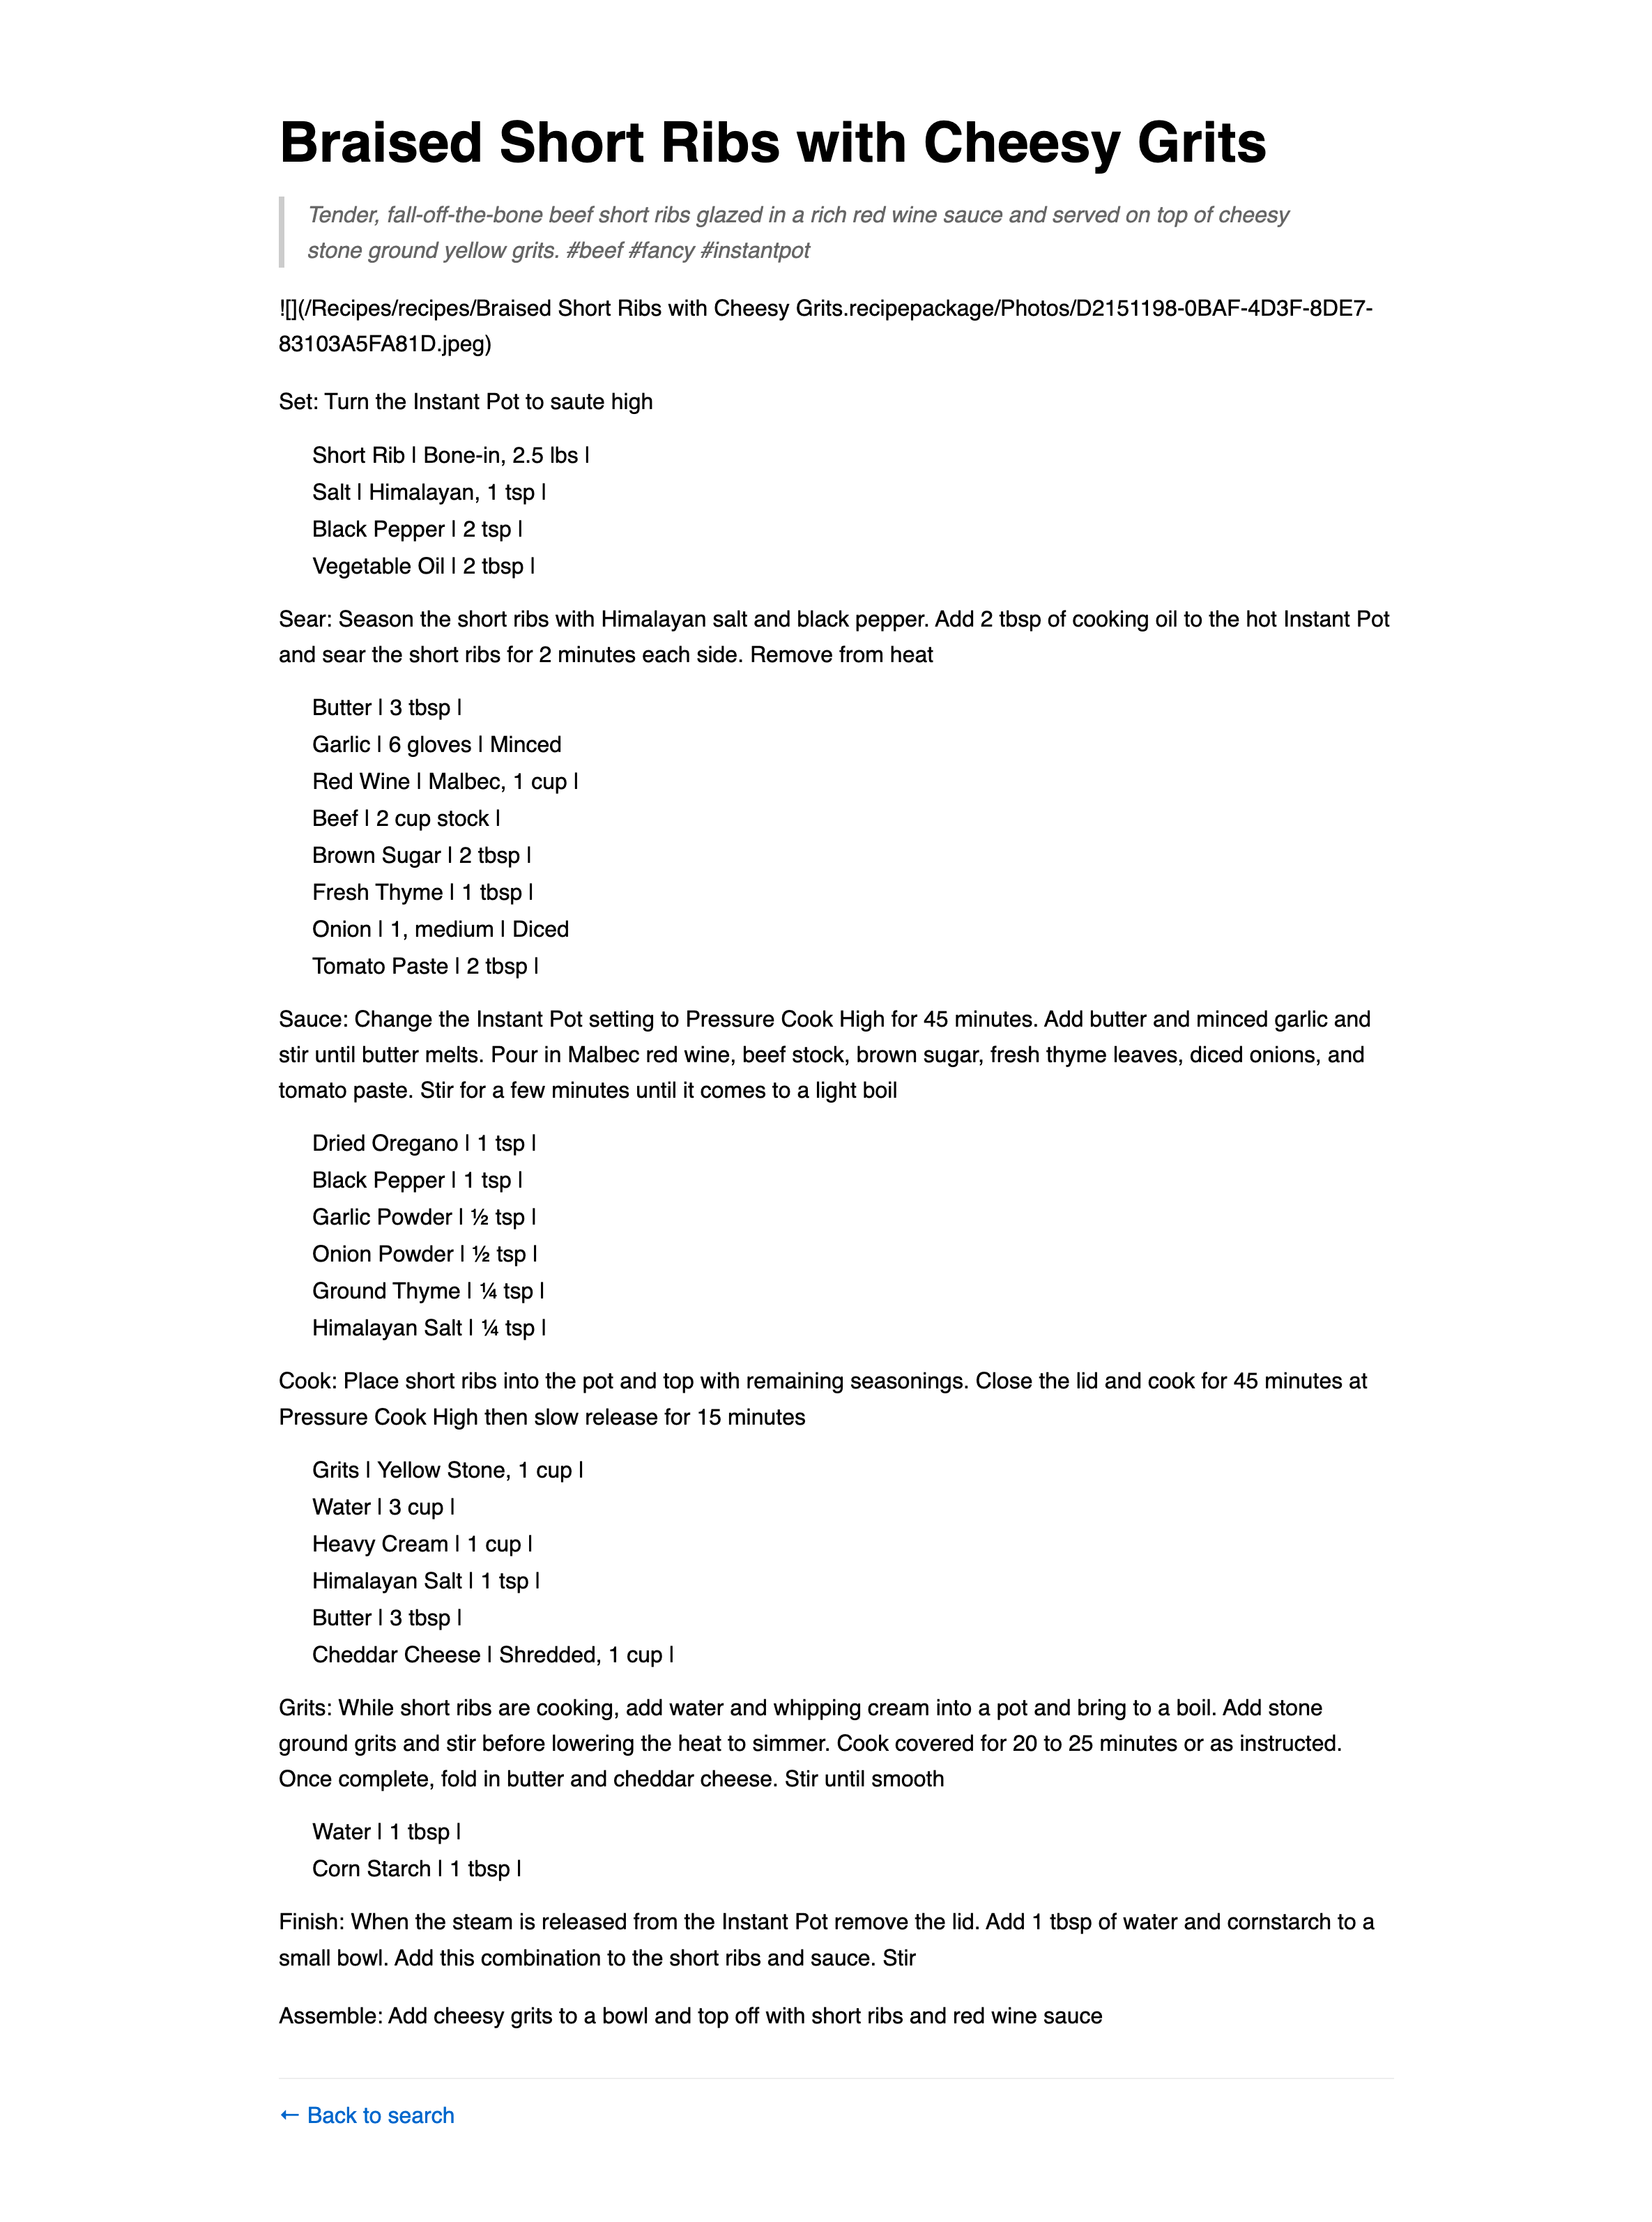 Braised Short Ribs with Cheesy Grits
Tender, fall-off-the-bone beef short ribs glazed in a rich red wine sauce and served on top of cheesy
stone ground yellow grits. #beef #fancy #instantpot
![](/Recipes/recipes/Braised Short Ribs with Cheesy Grits.recipepackage/Photos/D2151198-0BAF-4D3F-8DE7-
83103A5FA81D.jpeg)
Set: Turn the Instant Pot to saute high
Short Rib | Bone-in, 2.5 lbs |
Salt | Himalayan, 1 tsp |
Black Pepper | 2 tsp |
Vegetable Oil | 2 tbsp |
Sear: Season the short ribs with Himalayan salt and black pepper. Add 2 tbsp of cooking oil to the hot Instant Pot
and sear the short ribs for 2 minutes each side. Remove from heat
Butter | 3 tbsp |
Garlic | 6 gloves | Minced
Red Wine | Malbec, 1 cup |
Beef | 2 cup stock |
Brown Sugar | 2 tbsp |
Fresh Thyme | 1 tbsp |
Onion | 1, medium | Diced
Tomato Paste | 2 tbsp |
Sauce: Change the Instant Pot setting to Pressure Cook High for 45 minutes. Add butter and minced garlic and
stir until butter melts. Pour in Malbec red wine, beef stock, brown sugar, fresh thyme leaves, diced onions, and
tomato paste. Stir for a few minutes until it comes to a light boil
Dried Oregano | 1 tsp |
Black Pepper | 1 tsp |
Garlic Powder | ½ tsp |
Onion Powder | ½ tsp |
Ground Thyme | ¼ tsp |
Himalayan Salt | ¼ tsp |
Cook: Place short ribs into the pot and top with remaining seasonings. Close the lid and cook for 45 minutes at
Pressure Cook High then slow release for 15 minutes
Grits | Yellow Stone, 1 cup |
Water | 3 cup |
Heavy Cream | 1 cup |
Himalayan Salt | 1 tsp |
Butter | 3 tbsp |
Cheddar Cheese | Shredded, 1 cup |
Grits: While short ribs are cooking, add water and whipping cream into a pot and bring to a boil. Add stone
ground grits and stir before lowering the heat to simmer. Cook covered for 20 to 25 minutes or as instructed.
Once complete, fold in butter and cheddar cheese. Stir until smooth
Water | 1 tbsp |
Corn Starch | 1 tbsp |
Finish: When the steam is released from the Instant Pot remove the lid. Add 1 tbsp of water and cornstarch to a
small bowl. Add this combination to the short ribs and sauce. Stir
Assemble: Add cheesy grits to a bowl and top off with short ribs and red wine sauce
← Back to search